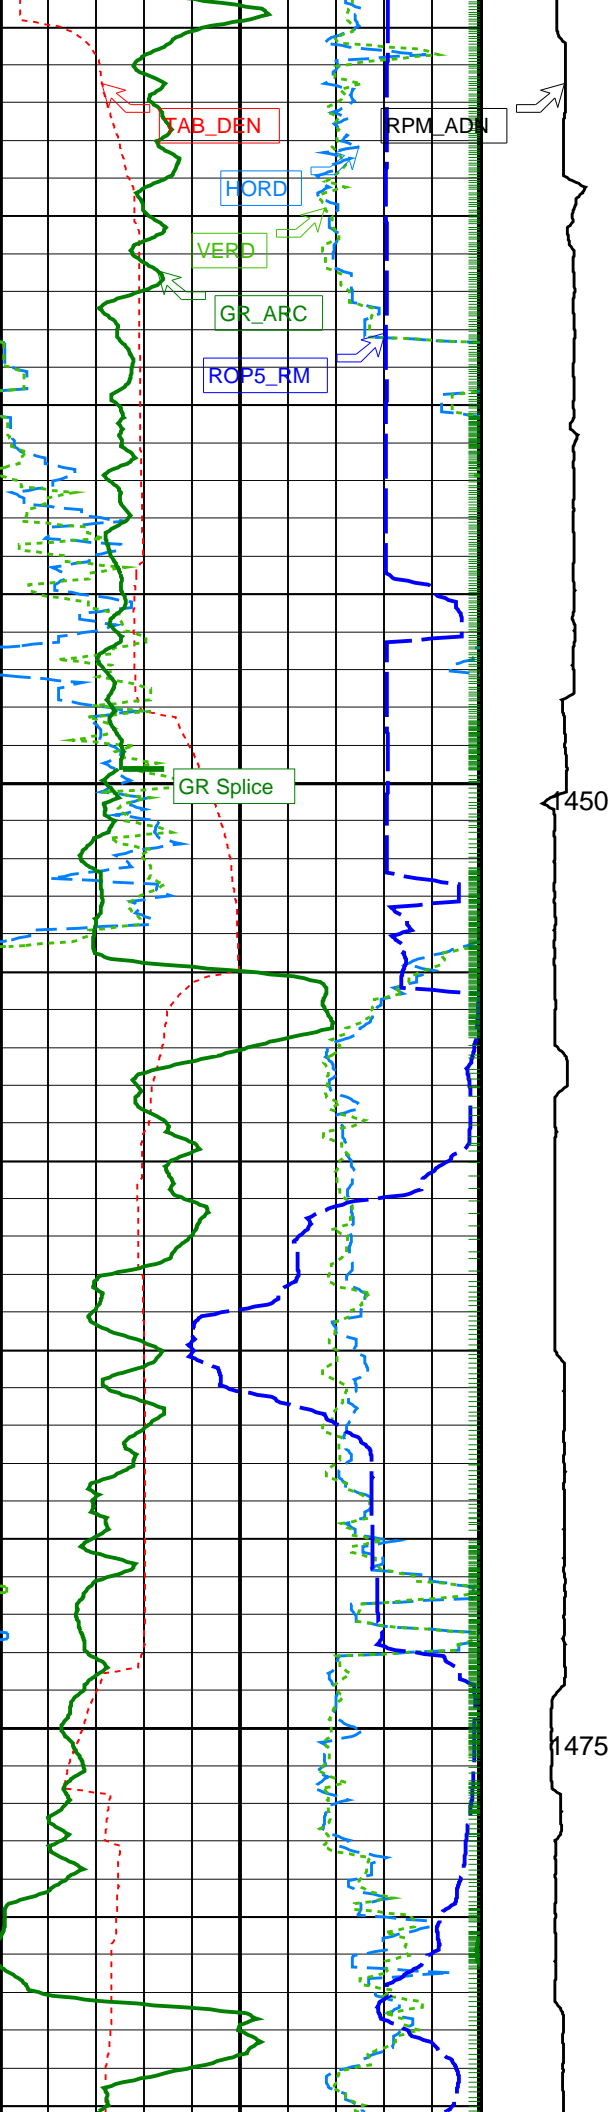 TAB_DEN
RPM_ADN
HORD
VERD
GR_ARC
ROP5_RM
GR Splice
1450
1475